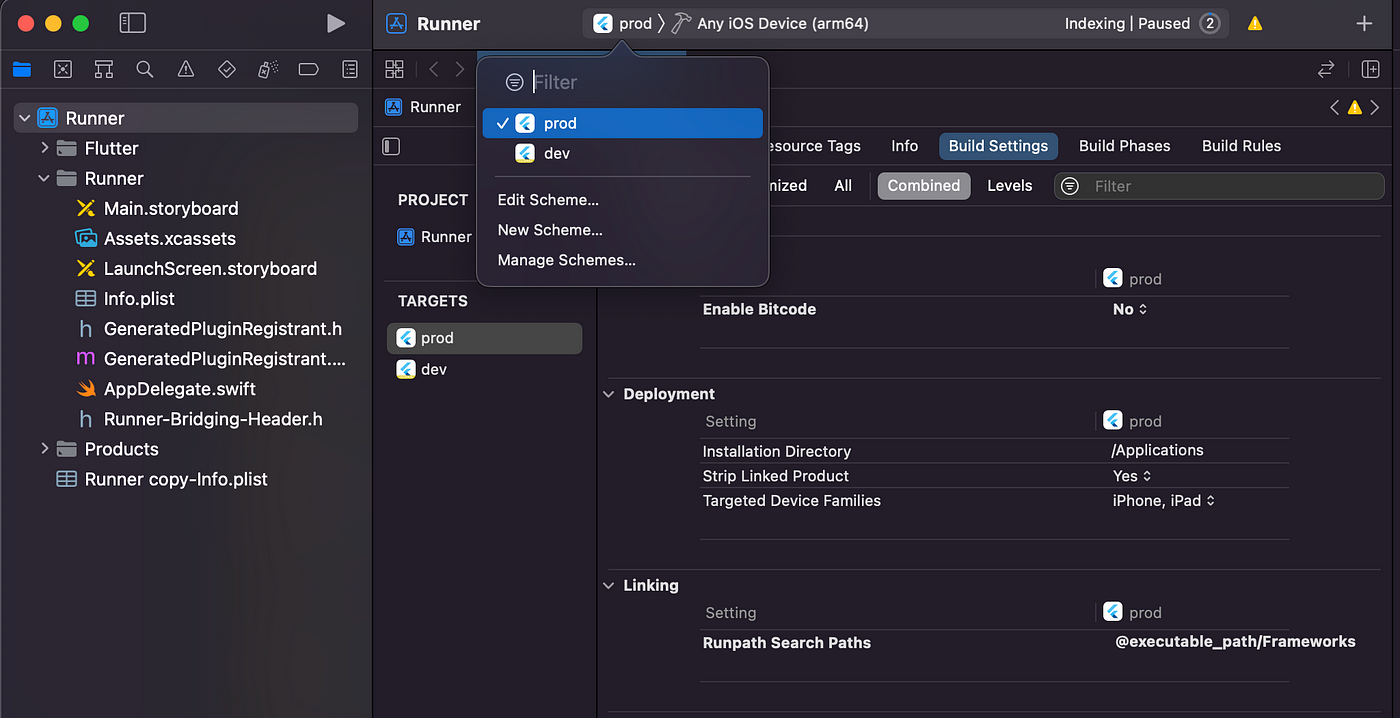 Runner
prod
Any iOS Device (arm64)
Indexing | Paused
2
Runner
Flutter
Runner
Main.storyboard
Assets.xcassets
LaunchScreen.storyboard
Info.plist
h GeneratedPluginRegistrant.h
m GeneratedPluginRegistrant....
AppDelegate.swift
h Runner-Bridging-Header.h
Products
Runner copy-Info.plist
Runner
Filter
prod
dev
Edit Scheme...
New Scheme...
Manage Schemes...
esource Tags
Info
Build Settings
Build Phases
Build Rules
PROJECT
Runner
TARGETS
prod
dev
mized
All
Combined
Levels
Filter
prod
Enable Bitcode
No
Deployment
Setting
prod
Installation Directory
/Applications
Strip Linked Product
Yes
Targeted Device Families
iPhone, iPad
Linking
Setting
prod
Runpath Search Paths
@executable_path/Frameworks